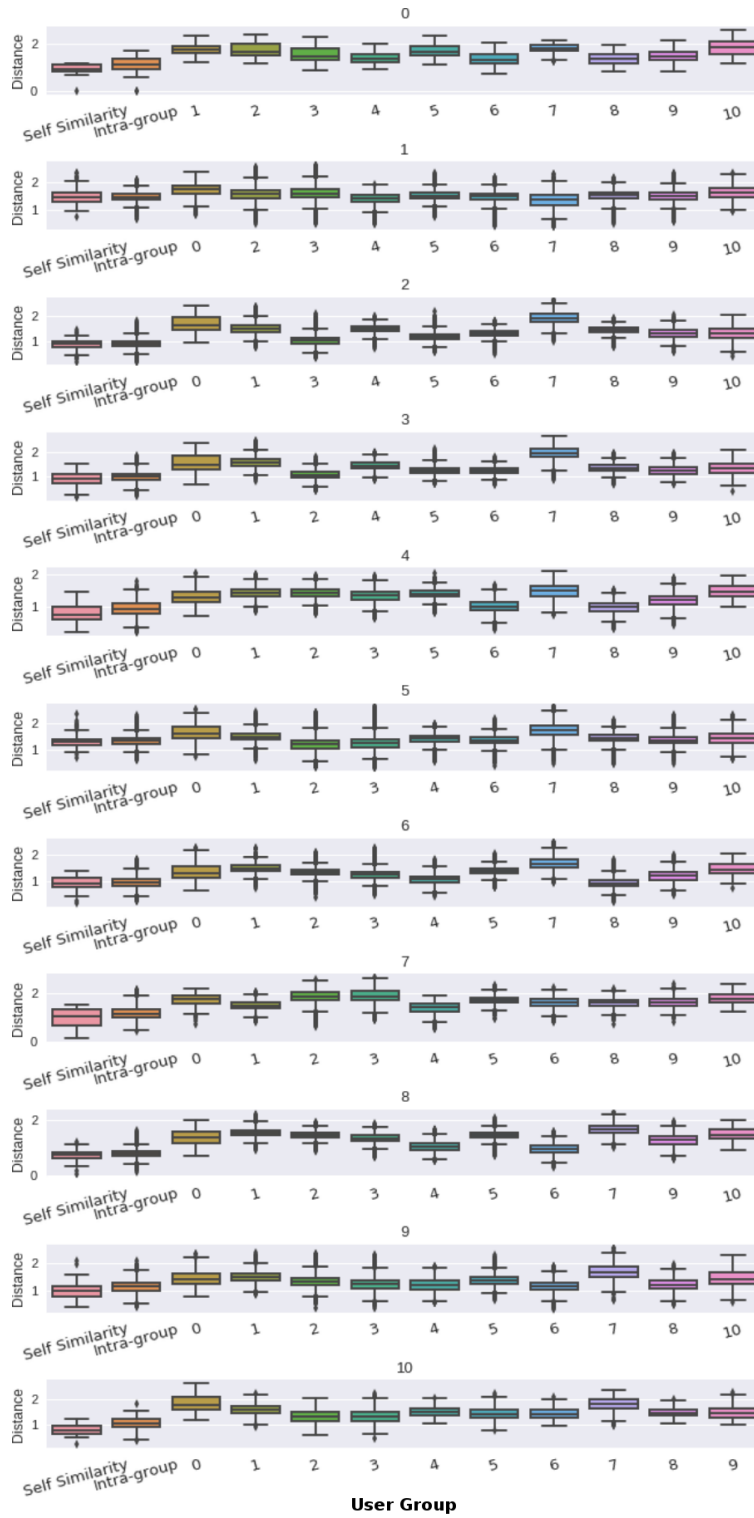 0
Distance
2
0
Self Similarity Intra-group 1 2 3 4 5 6 7 8 9 10
1
Distance
2
1
Self Similarity Intra-group 0 2 3 4 5 6 7 8 9 10
2
Distance
2
1
Self Similarity Intra-group 0 1 3 4 5 6 7 8 9 10
3
Distance
2
1
Self Similarity Intra-group 0 1 2 4 5 6 7 8 9 10
4
Distance
2
1
Self Similarity Intra-group 0 1 2 3 5 6 7 8 9 10
5
Distance
2
1
Self Similarity Intra-group 0 1 2 3 4 6 7 8 9 10
6
Distance
2
1
Self Similarity Intra-group 0 1 2 3 4 5 7 8 9 10
7
Distance
2
0
Self Similarity Intra-group 0 1 2 3 4 5 6 8 9 10
8
Distance
2
0
Self Similarity Intra-group 0 1 2 3 4 5 6 7 9 10
9
Distance
2
1
Self Similarity Intra-group 0 1 2 3 4 5 6 7 8 10
10
Distance
2
1
Self Similarity Intra-group 0 1 2 3 4 5 6 7 8 9
User Group